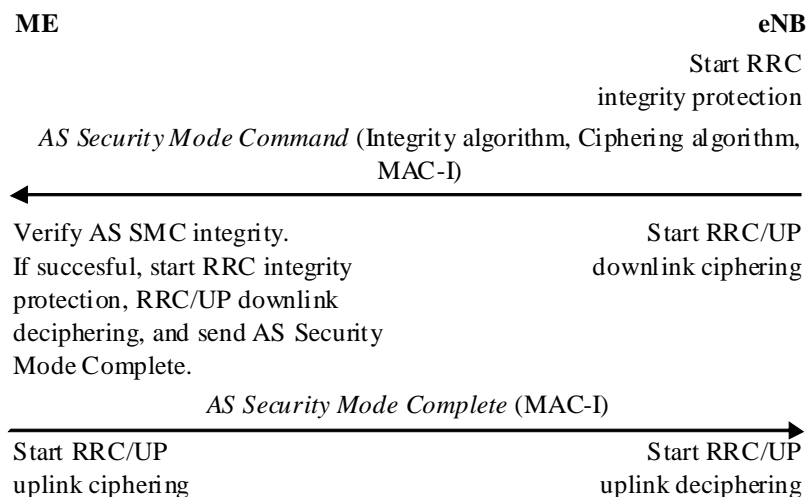 ME eNB
Start RRC
integrity protection
AS Security Mode Command (Integrity algorithm, Ciphering algorithm,
MAC-I)
Verify AS SMC integrity.
If succesful, start RRC integrity
protection, RRC/UP downlink
deciphering, and send AS Security
Mode Complete.
Start RRC/UP
downlink ciphering
AS Security Mode Complete (MAC-I)
Start RRC/UP
uplink ciphering
Start RRC/UP
uplink deciphering